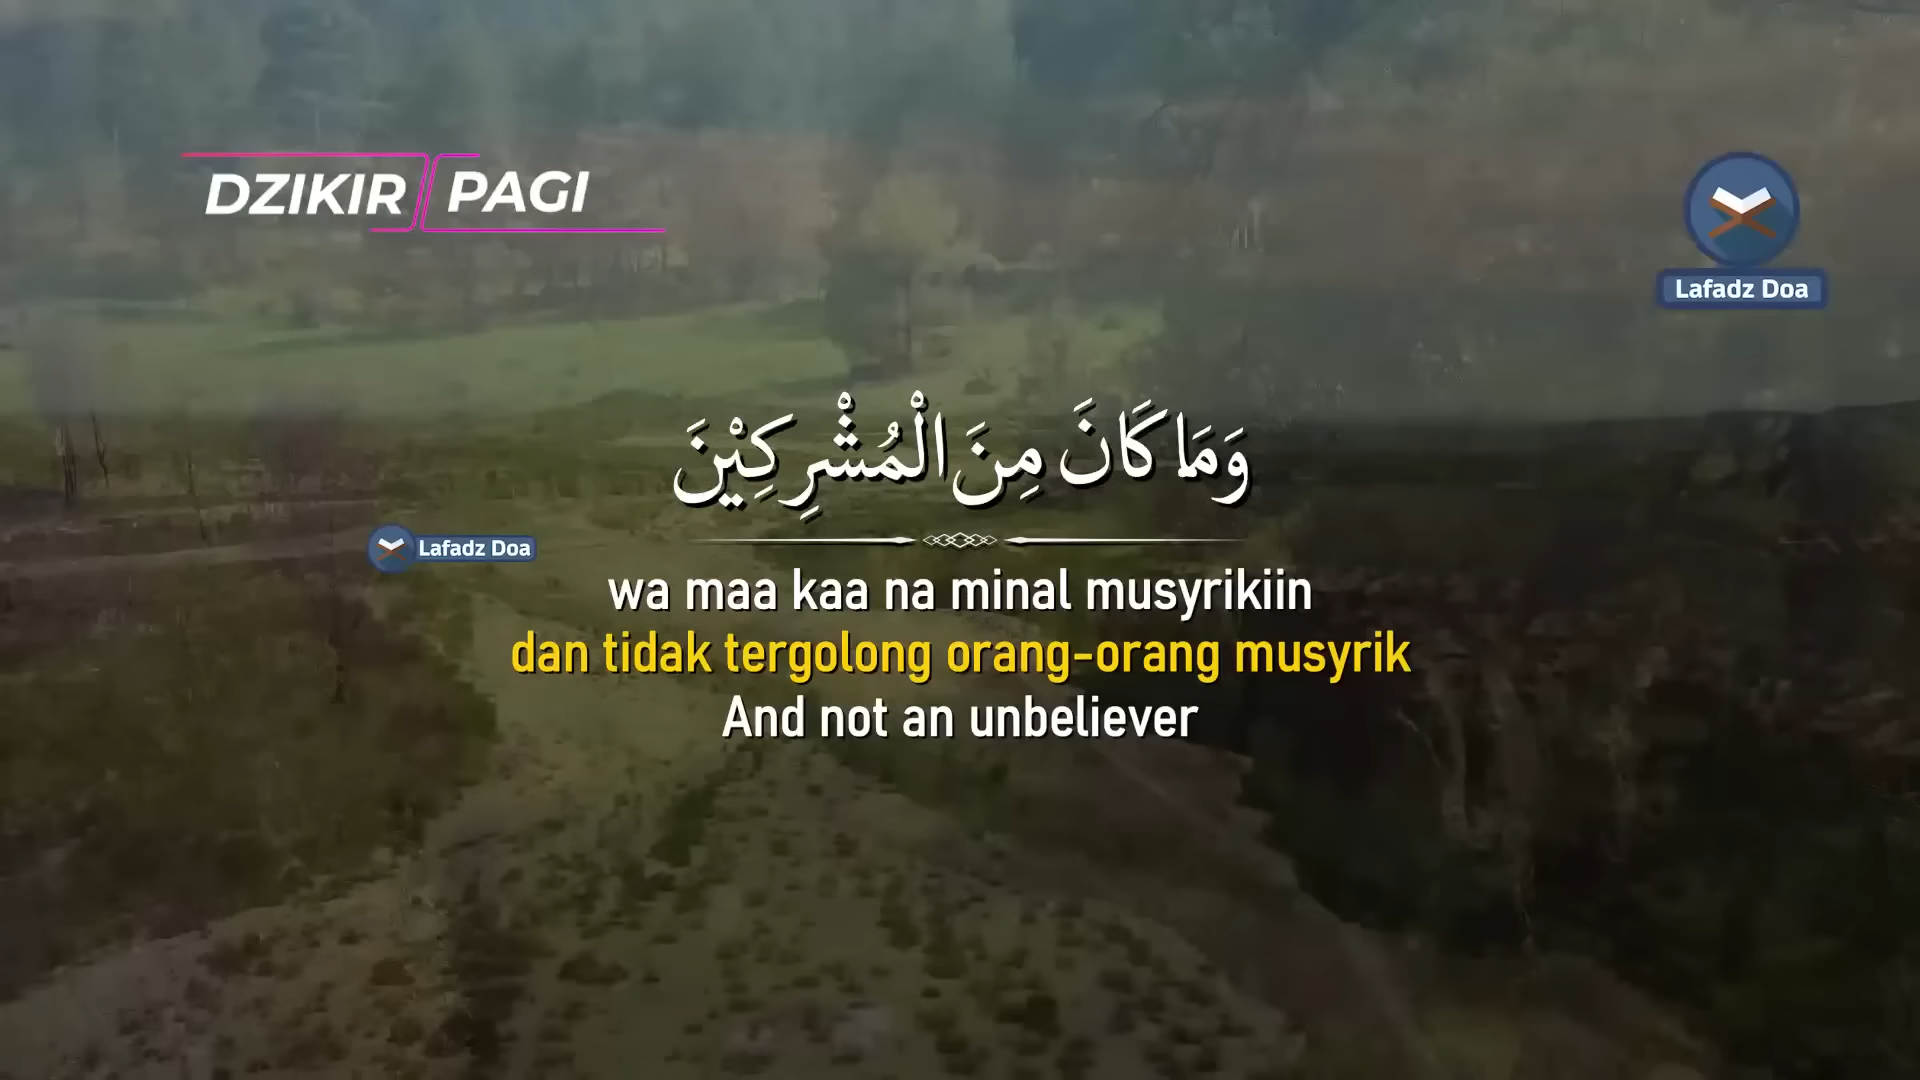 DZIKIR PAGI
Lafadz Doa
وَمَا كَانَ مِنَ الْمُشْرِكِيْنَ
Lafadz Doa
wa maa kaa na minal musyrikiin
dan tidak tergolong orang-orang musyrik
And not an unbeliever